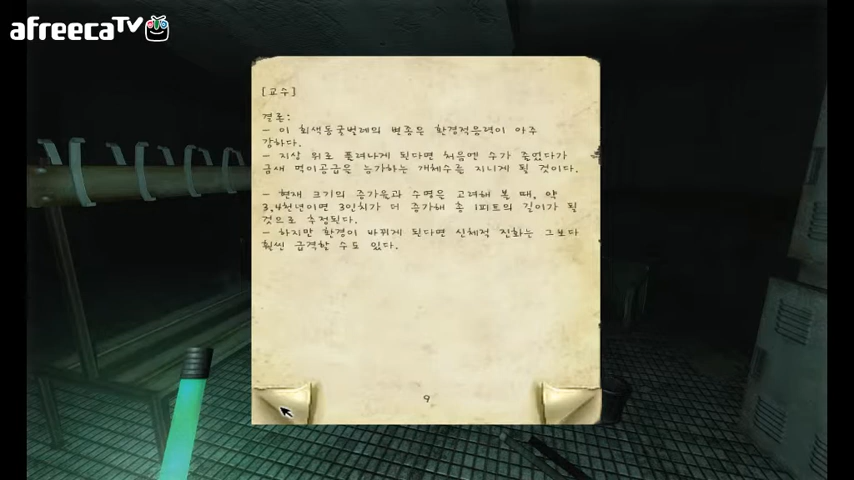 afreecaTV
[교수]
결론:
- 이 회색동굴벌레의 변종은 환경적응력이 아주
강하다.
- 지상 위로 풀려나게 된다면 처음엔 수가 줄었다가
금새 먹이공급을 능가하는 개체수를 지니게 될 것이다.
- 현재 크기의 증가율과 수명을 고려해 볼 때, 약
3,4천년이면 3인치가 더 증가해 총 1피트의 길이가 될
것으로 추정된다.
- 하지만 환경이 바뀌게 된다면 신체적 진화는 그보다
훨씬 급격할 수도 있다.
9